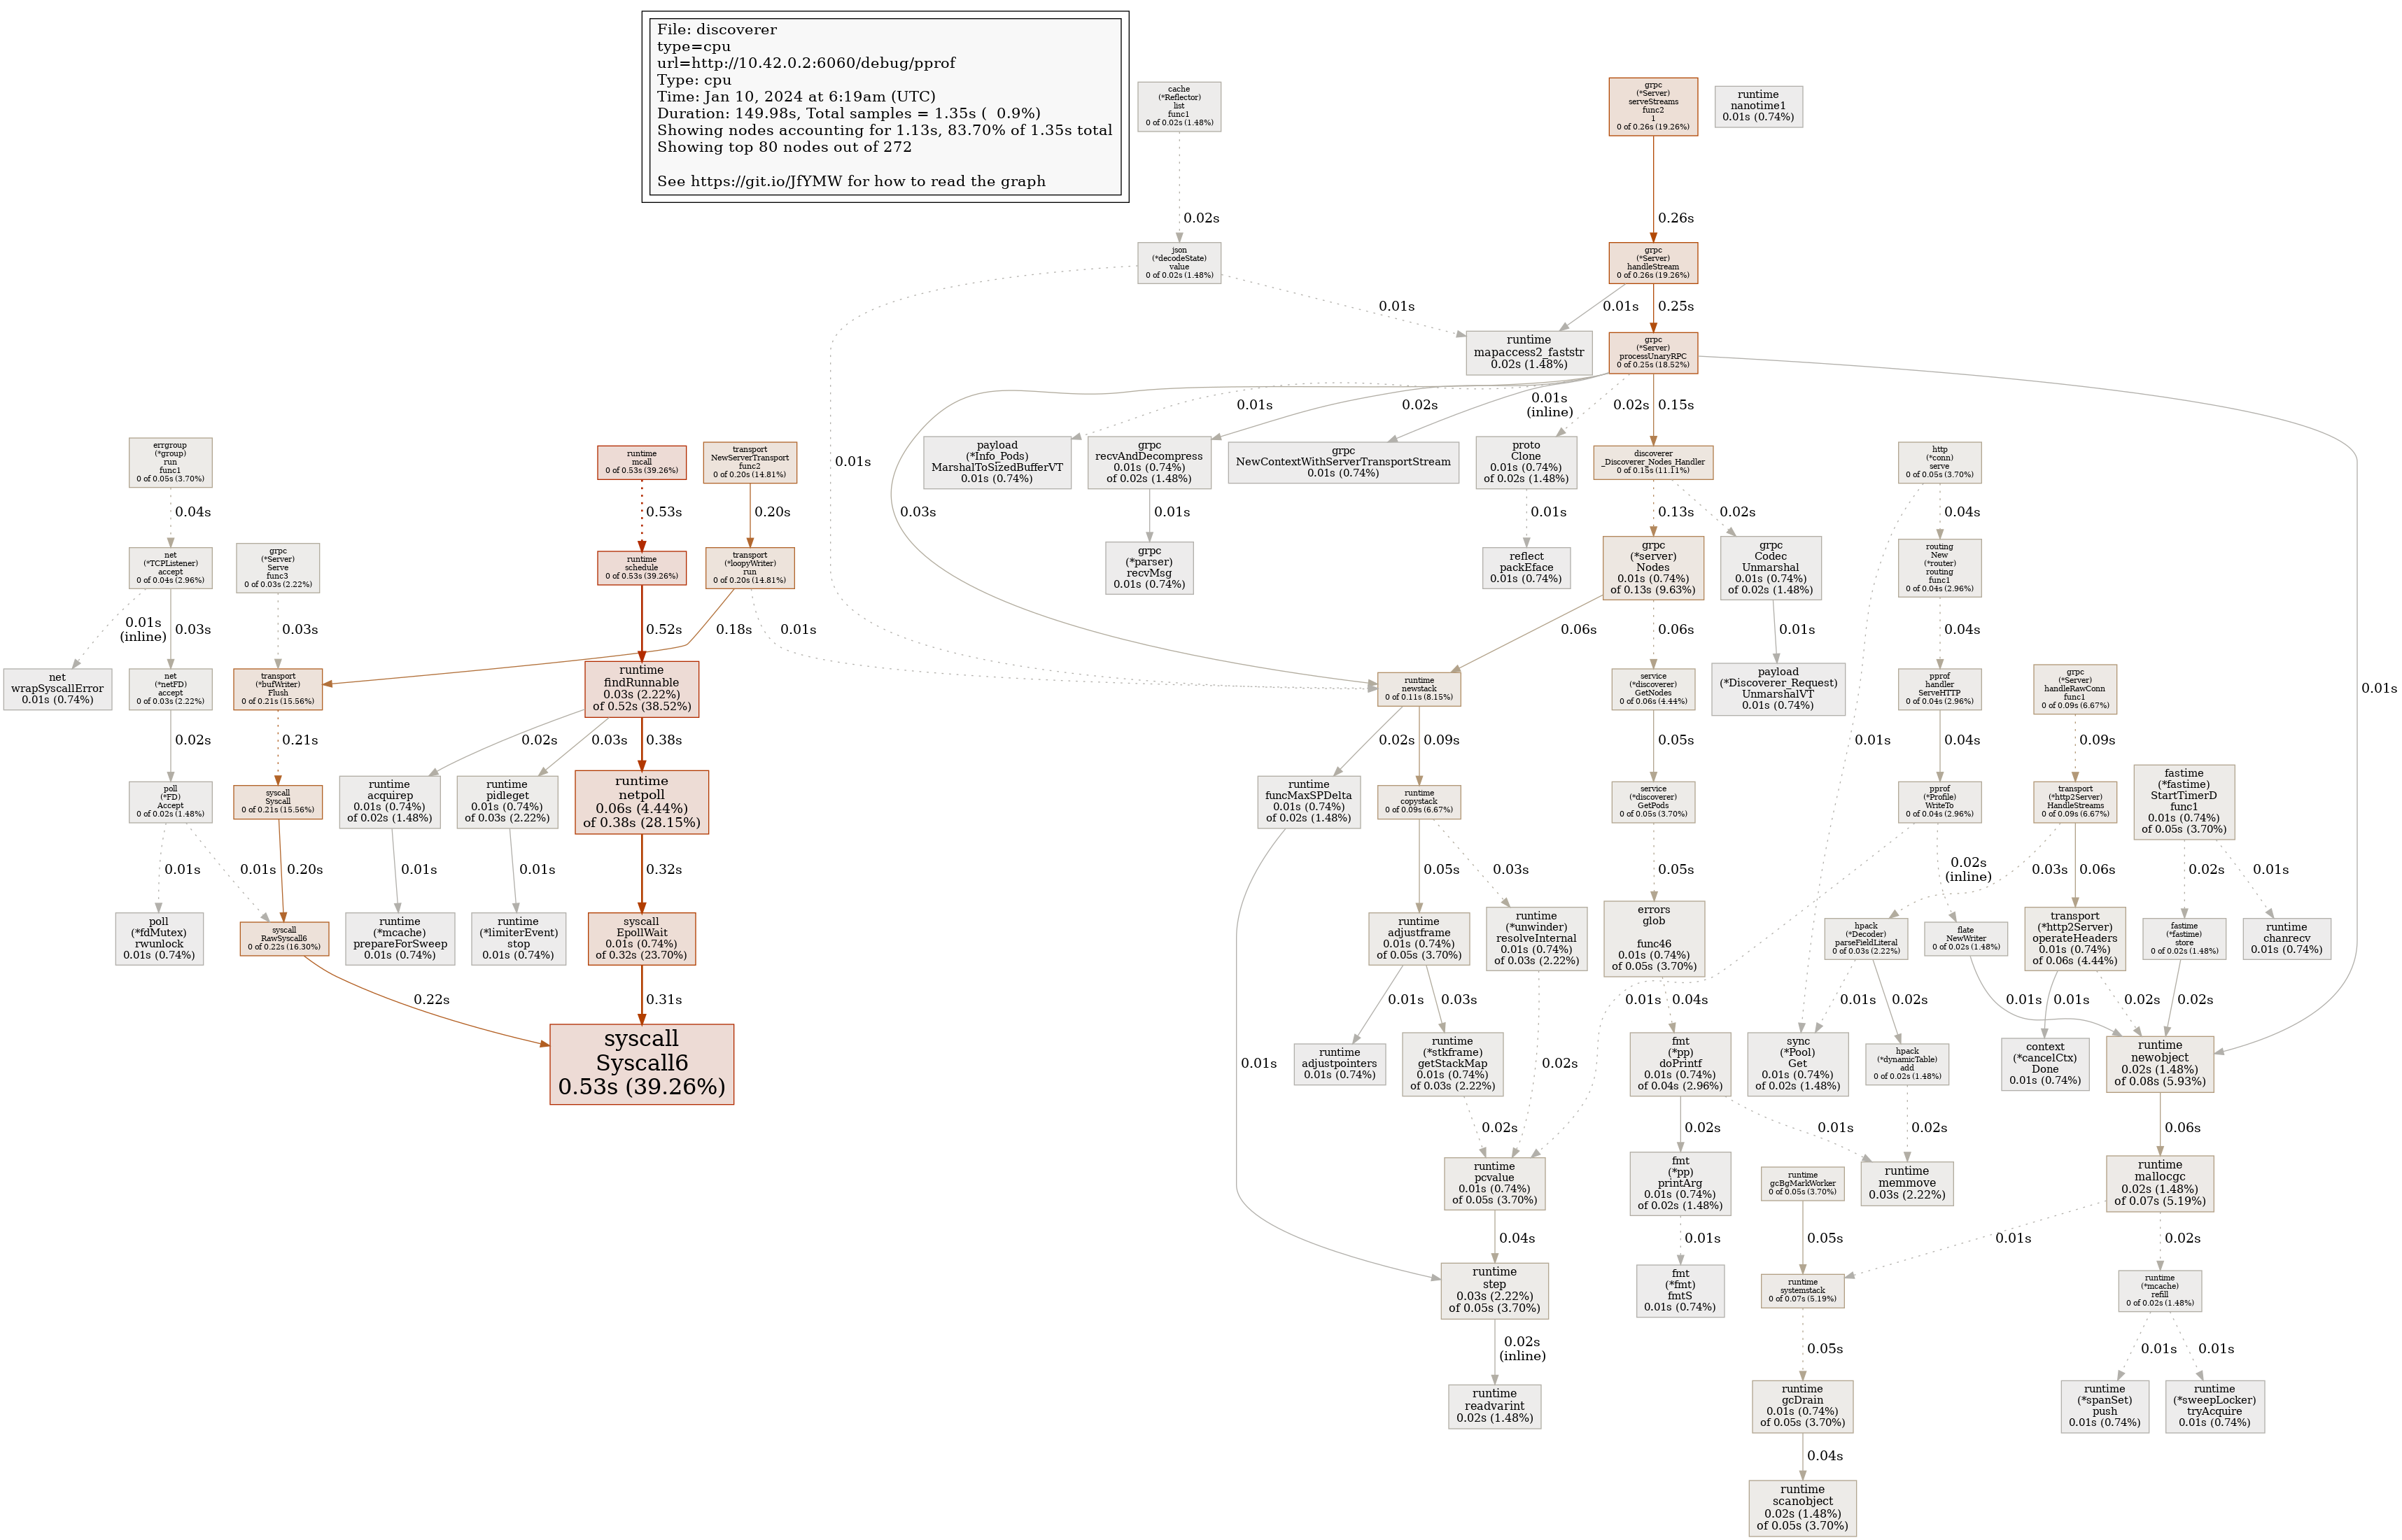 File: discoverer
type=cpu
url=http://10.42.0.2:6060/debug/pprof
Type: cpu
Time: Jan 10, 2024 at 6:19am (UTC)
Duration: 149.98s, Total samples = 1.35s ( 0.9%)
Showing nodes accounting for 1.13s, 83.70% of 1.35s total
Showing top 80 nodes out of 272
See https://git.io/JfYMW for how to read the graph
cache
(*Reflector)
list
func1
0 of 0.02s (1.48%)
grpc
(*Server)
serveStreams
func2
1
0 of 0.26s (19.26%)
runtime
nanotime1
0.01s (0.74%)
0.02s
0.26s
json
(*decodeState)
value
0 of 0.02s (1.48%)
grpc
(*Server)
handleStream
0 of 0.26s (19.26%)
0.01s
0.01s
0.25s
runtime
mapaccess2_faststr
0.02s (1.48%)
grpc
(*Server)
processUnaryRPC
0 of 0.25s (18.52%)
0.01s
0.02s
0.01s
(inline)
0.02s
0.15s
errgroup
(*group)
run
func1
0 of 0.05s (3.70%)
runtime
mcall
0 of 0.53s (39.26%)
transport
NewServerTransport
func2
0 of 0.20s (14.81%)
0.01s
payload
(*Info_Pods)
MarshalToSizedBufferVT
0.01s (0.74%)
grpc
recvAndDecompress
0.01s (0.74%)
of 0.02s (1.48%)
grpc
NewContextWithServerTransportStream
0.01s (0.74%)
proto
Clone
0.01s (0.74%)
of 0.02s (1.48%)
discoverer
_Discoverer_Nodes_Handler
0 of 0.15s (11.11%)
http
(*conn)
serve
0 of 0.05s (3.70%)
0.04s
0.53s
0.20s
0.03s
0.01s
0.01s
0.13s
0.02s
0.04s
net
(*TCPListener)
accept
0 of 0.04s (2.96%)
grpc
(*Server)
Serve
func3
0 of 0.03s (2.22%)
runtime
schedule
0 of 0.53s (39.26%)
transport
(*loopyWriter)
run
0 of 0.20s (14.81%)
grpc
(*parser)
recvMsg
0.01s (0.74%)
reflect
packEface
0.01s (0.74%)
grpc
(*server)
Nodes
0.01s (0.74%)
of 0.13s (9.63%)
grpc
Codec
Unmarshal
0.01s (0.74%)
of 0.02s (1.48%)
routing
New
(*router)
routing
func1
0 of 0.04s (2.96%)
0.01s
(inline)
0.03s
0.03s
0.52s
0.18s
0.01s
0.06s
0.06s
0.01s
0.04s
0.01s
net
wrapSyscallError
0.01s (0.74%)
net
(*netFD)
accept
0 of 0.03s (2.22%)
transport
(*bufWriter)
Flush
0 of 0.21s (15.56%)
runtime
findRunnable
0.03s (2.22%)
of 0.52s (38.52%)
runtime
newstack
0 of 0.11s (8.15%)
service
(*discoverer)
GetNodes
0 of 0.06s (4.44%)
payload
(*Discoverer_Request)
UnmarshalVT
0.01s (0.74%)
pprof
handler
ServeHTTP
0 of 0.04s (2.96%)
grpc
(*Server)
handleRawConn
func1
0 of 0.09s (6.67%)
0.02s
0.21s
0.02s
0.03s
0.38s
0.02s
0.09s
0.05s
0.01s
0.04s
0.09s
poll
(*FD)
Accept
0 of 0.02s (1.48%)
syscall
Syscall
0 of 0.21s (15.56%)
runtime
acquirep
0.01s (0.74%)
of 0.02s (1.48%)
runtime
pidleget
0.01s (0.74%)
of 0.03s (2.22%)
runtime
netpoll
0.06s (4.44%)
of 0.38s (28.15%)
runtime
funcMaxSPDelta
0.01s (0.74%)
of 0.02s (1.48%)
runtime
copystack
0 of 0.09s (6.67%)
service
(*discoverer)
GetPods
0 of 0.05s (3.70%)
pprof
(*Profile)
WriteTo
0 of 0.04s (2.96%)
transport
(*http2Server)
HandleStreams
0 of 0.09s (6.67%)
fastime
(*fastime)
StartTimerD
func1
0.01s (0.74%)
of 0.05s (3.70%)
0.01s
0.01s
0.20s
0.01s
0.01s
0.32s
0.05s
0.03s
0.05s
0.02s
(inline)
0.03s
0.06s
0.02s
0.01s
poll
(*fdMutex)
rwunlock
0.01s (0.74%)
syscall
RawSyscall6
0 of 0.22s (16.30%)
runtime
(*mcache)
prepareForSweep
0.01s (0.74%)
runtime
(*limiterEvent)
stop
0.01s (0.74%)
syscall
EpollWait
0.01s (0.74%)
of 0.32s (23.70%)
runtime
adjustframe
0.01s (0.74%)
of 0.05s (3.70%)
runtime
(*unwinder)
resolveInternal
0.01s (0.74%)
of 0.03s (2.22%)
errors
glob
func46
0.01s (0.74%)
of 0.05s (3.70%)
hpack
(*Decoder)
parseFieldLiteral
0 of 0.03s (2.22%)
flate
NewWriter
0 of 0.02s (1.48%)
transport
(*http2Server)
operateHeaders
0.01s (0.74%)
of 0.06s (4.44%)
fastime
(*fastime)
store
0 of 0.02s (1.48%)
runtime
chanrecv
0.01s (0.74%)
0.22s
0.31s
0.01s
0.03s
0.01s
0.04s
0.01s
0.02s
0.01s
0.01s
0.02s
0.02s
syscall
Syscall6
0.53s (39.26%)
0.01s
runtime
adjustpointers
0.01s (0.74%)
runtime
(*stkframe)
getStackMap
0.01s (0.74%)
of 0.03s (2.22%)
0.02s
fmt
(*pp)
doPrintf
0.01s (0.74%)
of 0.04s (2.96%)
sync
(*Pool)
Get
0.01s (0.74%)
of 0.02s (1.48%)
hpack
(*dynamicTable)
add
0 of 0.02s (1.48%)
context
(*cancelCtx)
Done
0.01s (0.74%)
runtime
newobject
0.02s (1.48%)
of 0.08s (5.93%)
0.02s
0.02s
0.01s
0.02s
0.06s
runtime
pcvalue
0.01s (0.74%)
of 0.05s (3.70%)
fmt
(*pp)
printArg
0.01s (0.74%)
of 0.02s (1.48%)
runtime
gcBgMarkWorker
0 of 0.05s (3.70%)
runtime
memmove
0.03s (2.22%)
runtime
mallocgc
0.02s (1.48%)
of 0.07s (5.19%)
0.04s
0.01s
0.05s
0.01s
0.02s
runtime
step
0.03s (2.22%)
of 0.05s (3.70%)
fmt
(*fmt)
fmtS
0.01s (0.74%)
runtime
systemstack
0 of 0.07s (5.19%)
runtime
(*mcache)
refill
0 of 0.02s (1.48%)
0.02s
(inline)
0.05s
0.01s
0.01s
runtime
readvarint
0.02s (1.48%)
runtime
gcDrain
0.01s (0.74%)
of 0.05s (3.70%)
runtime
(*spanSet)
push
0.01s (0.74%)
runtime
(*sweepLocker)
tryAcquire
0.01s (0.74%)
0.04s
runtime
scanobject
0.02s (1.48%)
of 0.05s (3.70%)